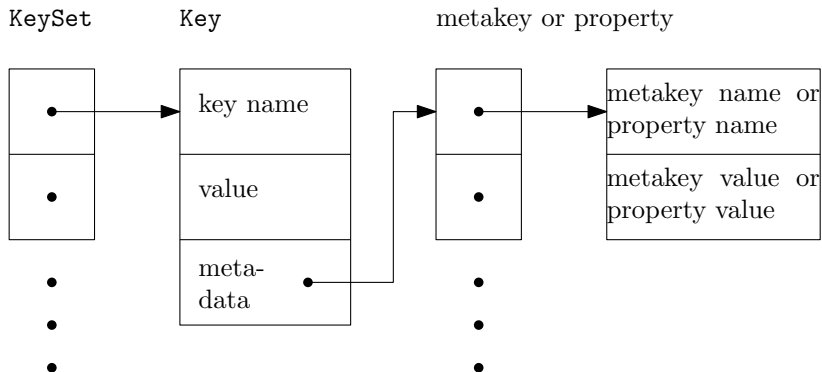 KeySet Key metakey or property
key name
value
meta-
data
metakey name or
property name
metakey value or
property value